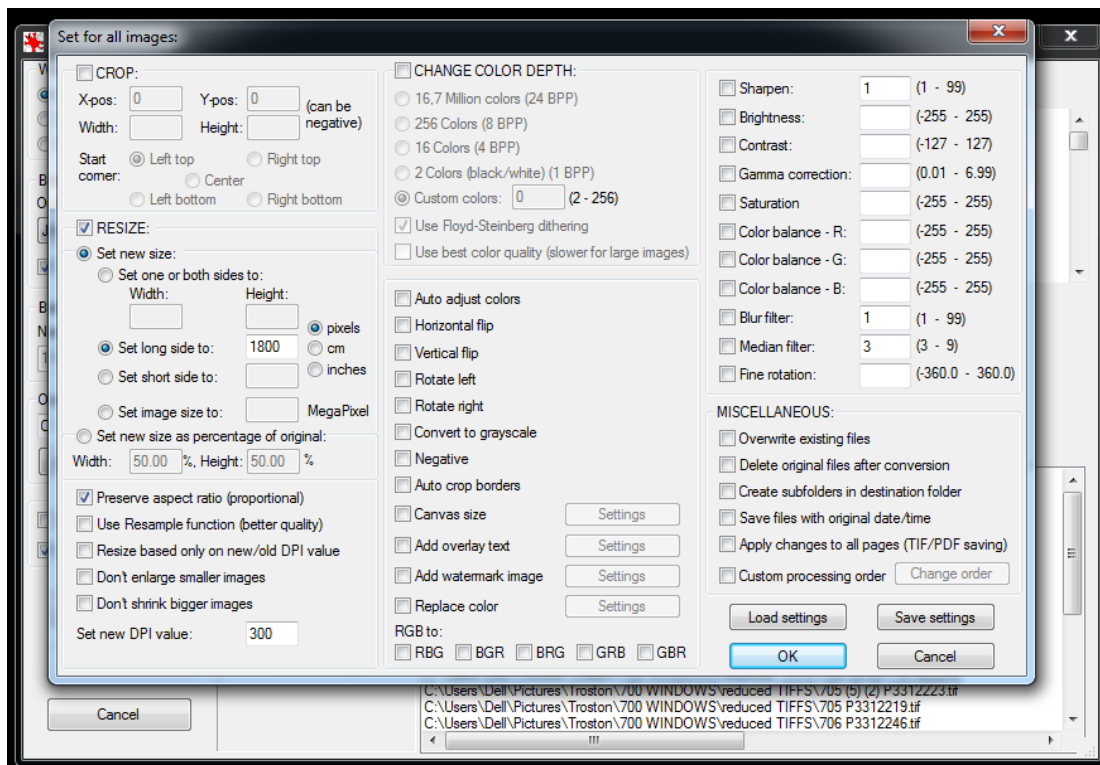 Set for all images:
CROP:
X-pos: 0 Y-pos: 0 (can be negative)
Width: Height:
Start corner: Left top Right top
Center
Left bottom Right bottom
RESIZE:
Set new size:
Set one or both sides to:
Width: Height:
pixels
Set long side to: 1800 cm
Set short side to: inches
Set image size to: MegaPixel
Set new size as percentage of original:
Width: 50.00 %, Height: 50.00 %
Preserve aspect ratio (proportional)
Use Resample function (better quality)
Resize based only on new/old DPI value
Don't enlarge smaller images
Don't shrink bigger images
Set new DPI value: 300
CHANGE COLOR DEPTH:
16,7 Million colors (24 BPP)
256 Colors (8 BPP)
16 Colors (4 BPP)
2 Colors (black/white) (1 BPP)
Custom colors: 0 (2 - 256)
Use Floyd-Steinberg dithering
Use best color quality (slower for large images)
Auto adjust colors
Horizontal flip
Vertical flip
Rotate left
Rotate right
Convert to grayscale
Negative
Auto crop borders
Canvas size Settings
Add overlay text Settings
Add watermark image Settings
Replace color Settings
RGB to:
RBG BGR BRG GRB GBR
Sharpen: 1 (1 - 99)
Brightness: (-255 - 255)
Contrast: (-127 - 127)
Gamma correction: (0.01 - 6.99)
Saturation (-255 - 255)
Color balance - R: (-255 - 255)
Color balance - G: (-255 - 255)
Color balance - B: (-255 - 255)
Blur filter: 1 (1 - 99)
Median filter: 3 (3 - 9)
Fine rotation: (-360.0 - 360.0)
MISCELLANEOUS:
Overwrite existing files
Delete original files after conversion
Create subfolders in destination folder
Save files with original date/time
Apply changes to all pages (TIF/PDF saving)
Custom processing order Change order
Load settings Save settings
OK Cancel
Cancel
C:\Users\Dell\Pictures\Troston\700 WINDOWS\reduced TIFFS\705 (5) (2) P3312223.tif
C:\Users\Dell\Pictures\Troston\700 WINDOWS\reduced TIFFS\705 P3312219.tif
C:\Users\Dell\Pictures\Troston\700 WINDOWS\reduced TIFFS\706 P3312246.tif